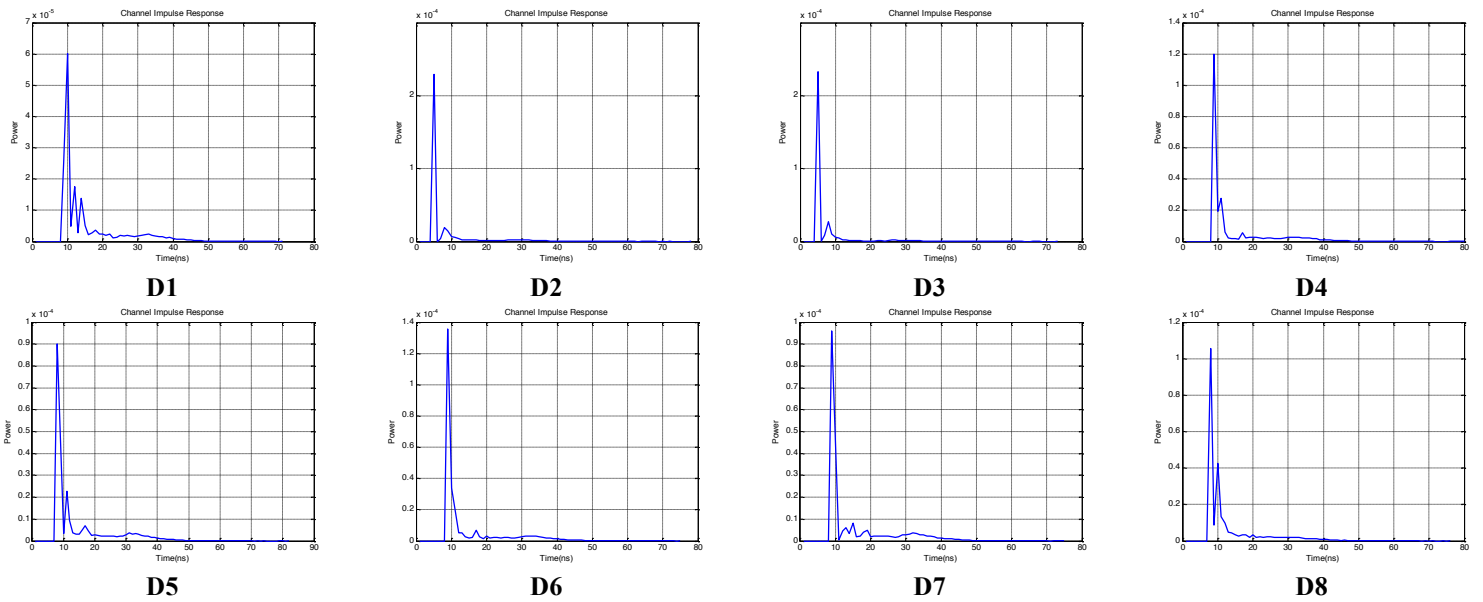 x 10^-5
Channel Impulse Response
7
6
5
4
3
2
1
0
Power
0 10 20 30 40 50 60 70 80
Time(ns)
D1
x 10^-4
Channel Impulse Response
3
2
1
0
Power
0 10 20 30 40 50 60 70 80
Time(ns)
D2
x 10^-4
Channel Impulse Response
3
2
1
0
Power
0 10 20 30 40 50 60 70 80
Time(ns)
D3
x 10^-4
Channel Impulse Response
1.4
1.2
1
0.8
0.6
0.4
0.2
0
Power
0 10 20 30 40 50 60 70 80
Time(ns)
D4
x 10^-4
Channel Impulse Response
1
0.9
0.8
0.7
0.6
0.5
0.4
0.3
0.2
0.1
0
Power
0 10 20 30 40 50 60 70 80 90
Time(ns)
D5
x 10^-4
Channel Impulse Response
1.4
1.2
1
0.8
0.6
0.4
0.2
0
Power
0 10 20 30 40 50 60 70 80
Time(ns)
D6
x 10^-4
Channel Impulse Response
1
0.9
0.8
0.7
0.6
0.5
0.4
0.3
0.2
0.1
0
Power
0 10 20 30 40 50 60 70 80
Time(ns)
D7
x 10^-4
Channel Impulse Response
1.2
1
0.8
0.6
0.4
0.2
0
Power
0 10 20 30 40 50 60 70 80
Time(ns)
D8